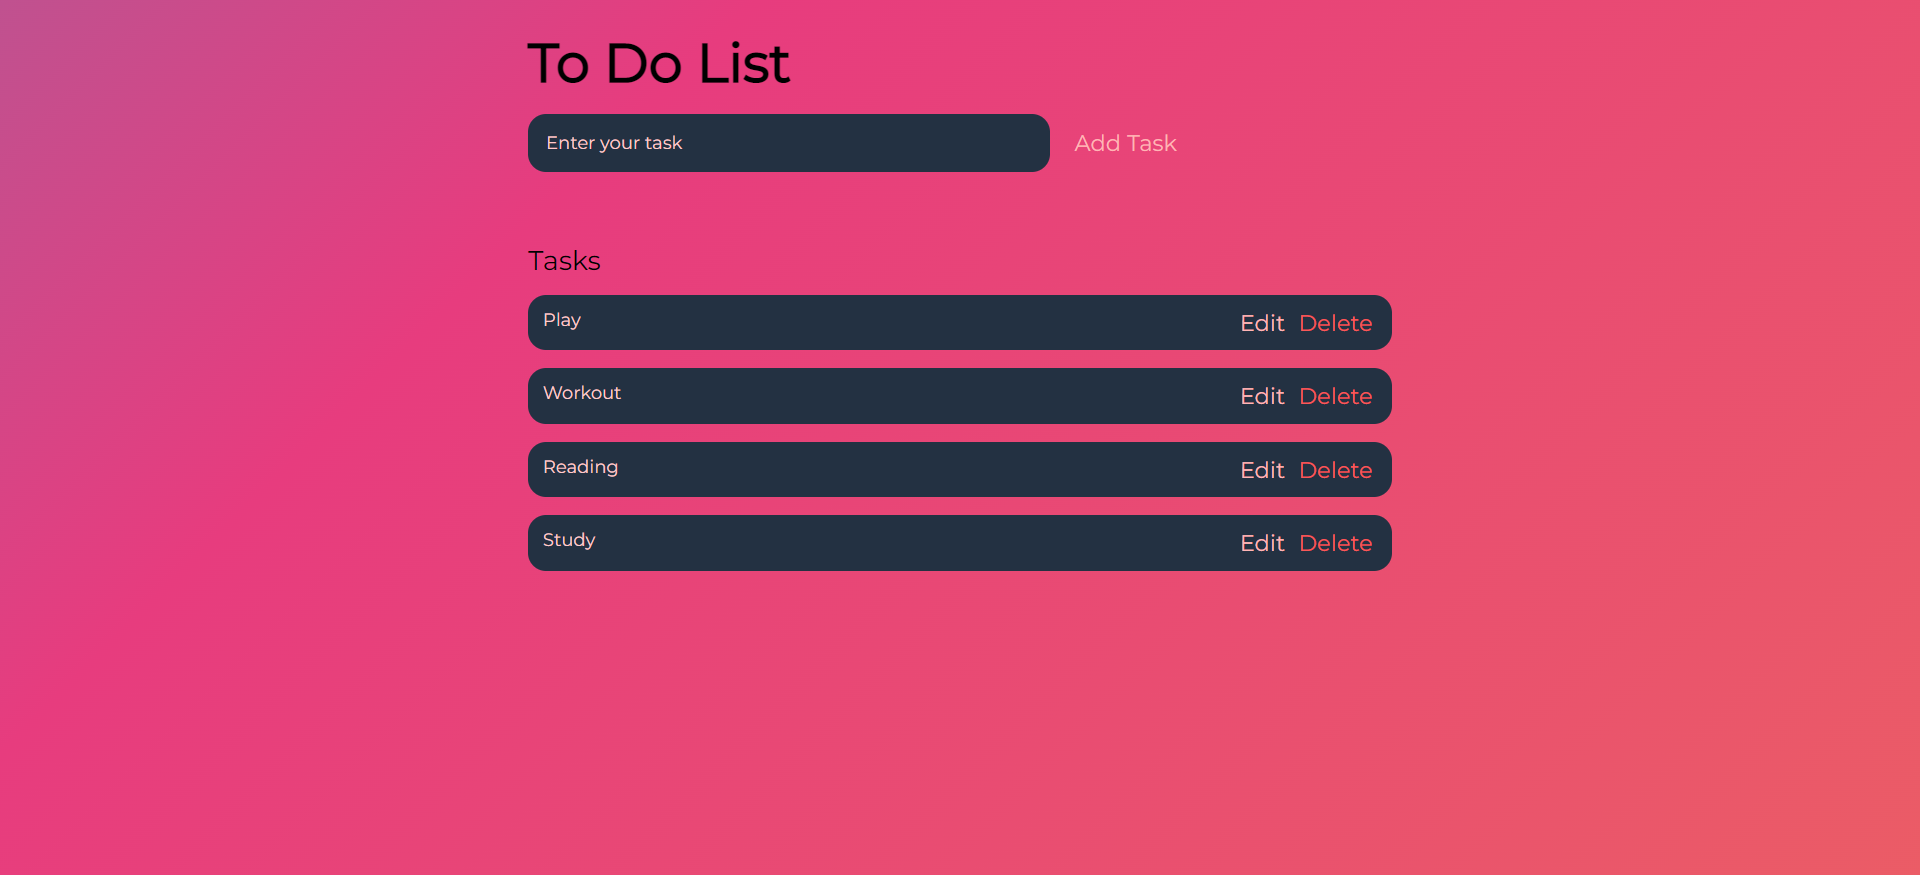 To Do List
Enter your task
Add Task
Tasks
Play Edit Delete
Workout Edit Delete
Reading Edit Delete
Study Edit Delete